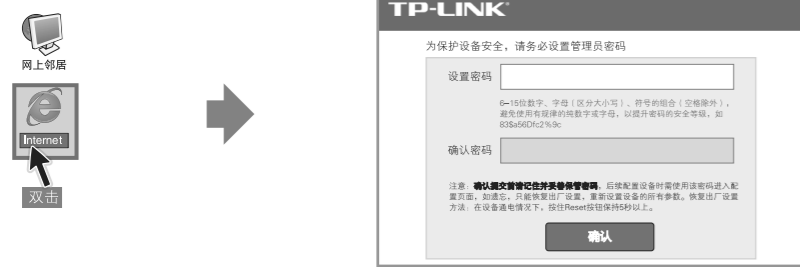 网上邻居
Internet
双击
TP-LINK®
为保护设备安全，请务必设置管理员密码
设置密码
6-15位数字、字母（区分大小写）、符号的组合（空格除外），
避免使用有规律的纯数字或字母，以提升密码的安全等级，如
83$a56Dfc2%9c
确认密码
注意：确认提交前请记住并妥善保管密码，后续配置设备时需使用该密码进入配
置页面，如遗忘，只能恢复出厂设置，重新设置设备的所有参数。恢复出厂设置
方法：在设备通电情况下，按住Reset按钮保持5秒以上。
确认